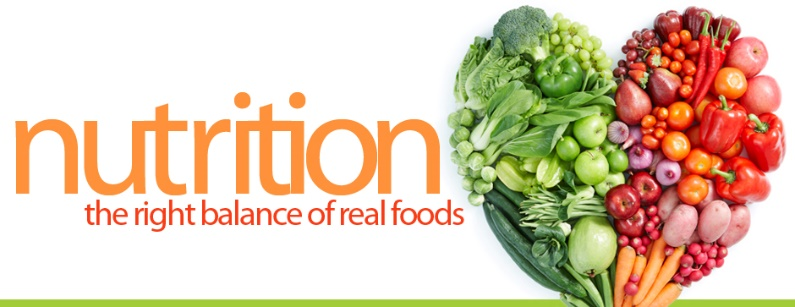 nutrition
the right balance of real foods